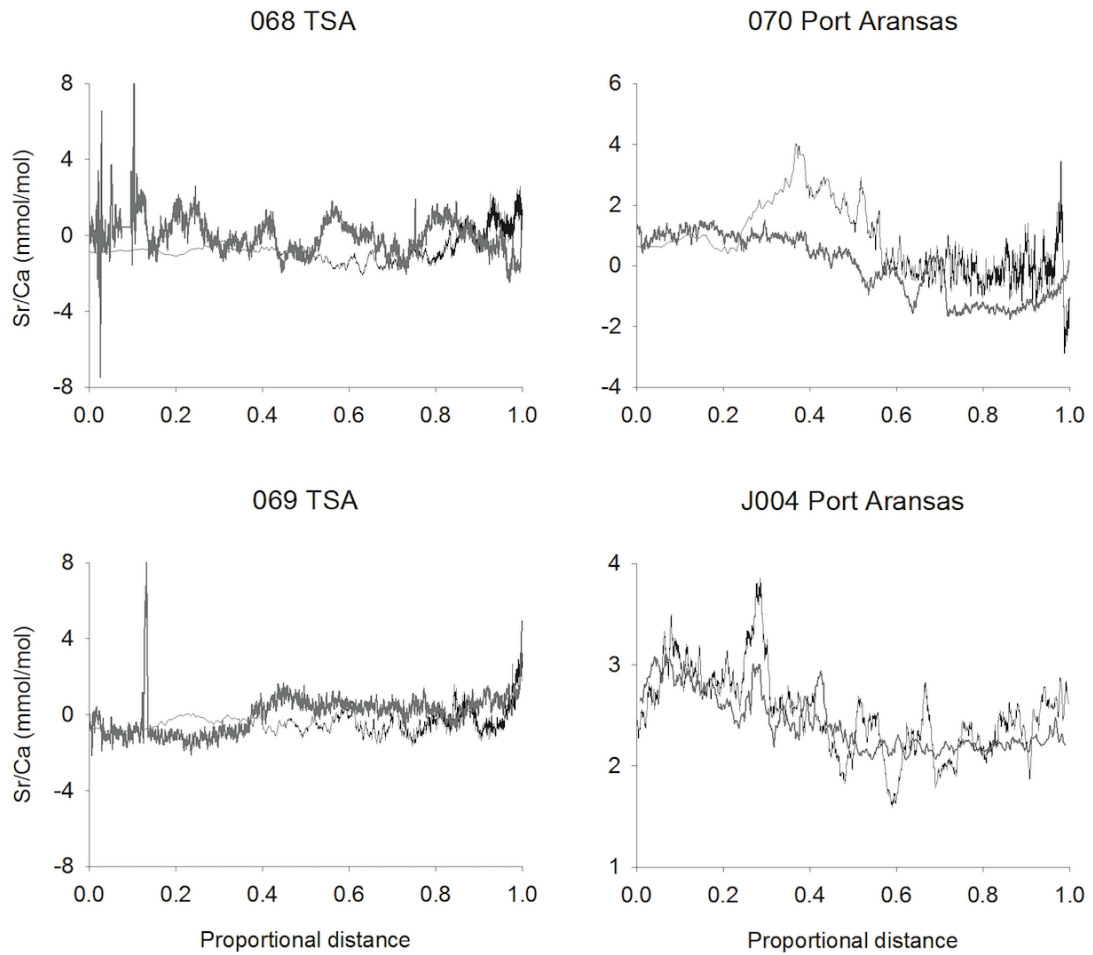 068 TSA
070 Port Aransas
8
4
0
-4
-8
Sr/Ca (mmol/mol)
0.0 0.2 0.4 0.6 0.8 1.0
6
4
2
0
-2
-4
0.0 0.2 0.4 0.6 0.8 1.0
069 TSA
J004 Port Aransas
8
4
0
-4
-8
Sr/Ca (mmol/mol)
0.0 0.2 0.4 0.6 0.8 1.0
Proportional distance
4
3
2
1
0.0 0.2 0.4 0.6 0.8 1.0
Proportional distance